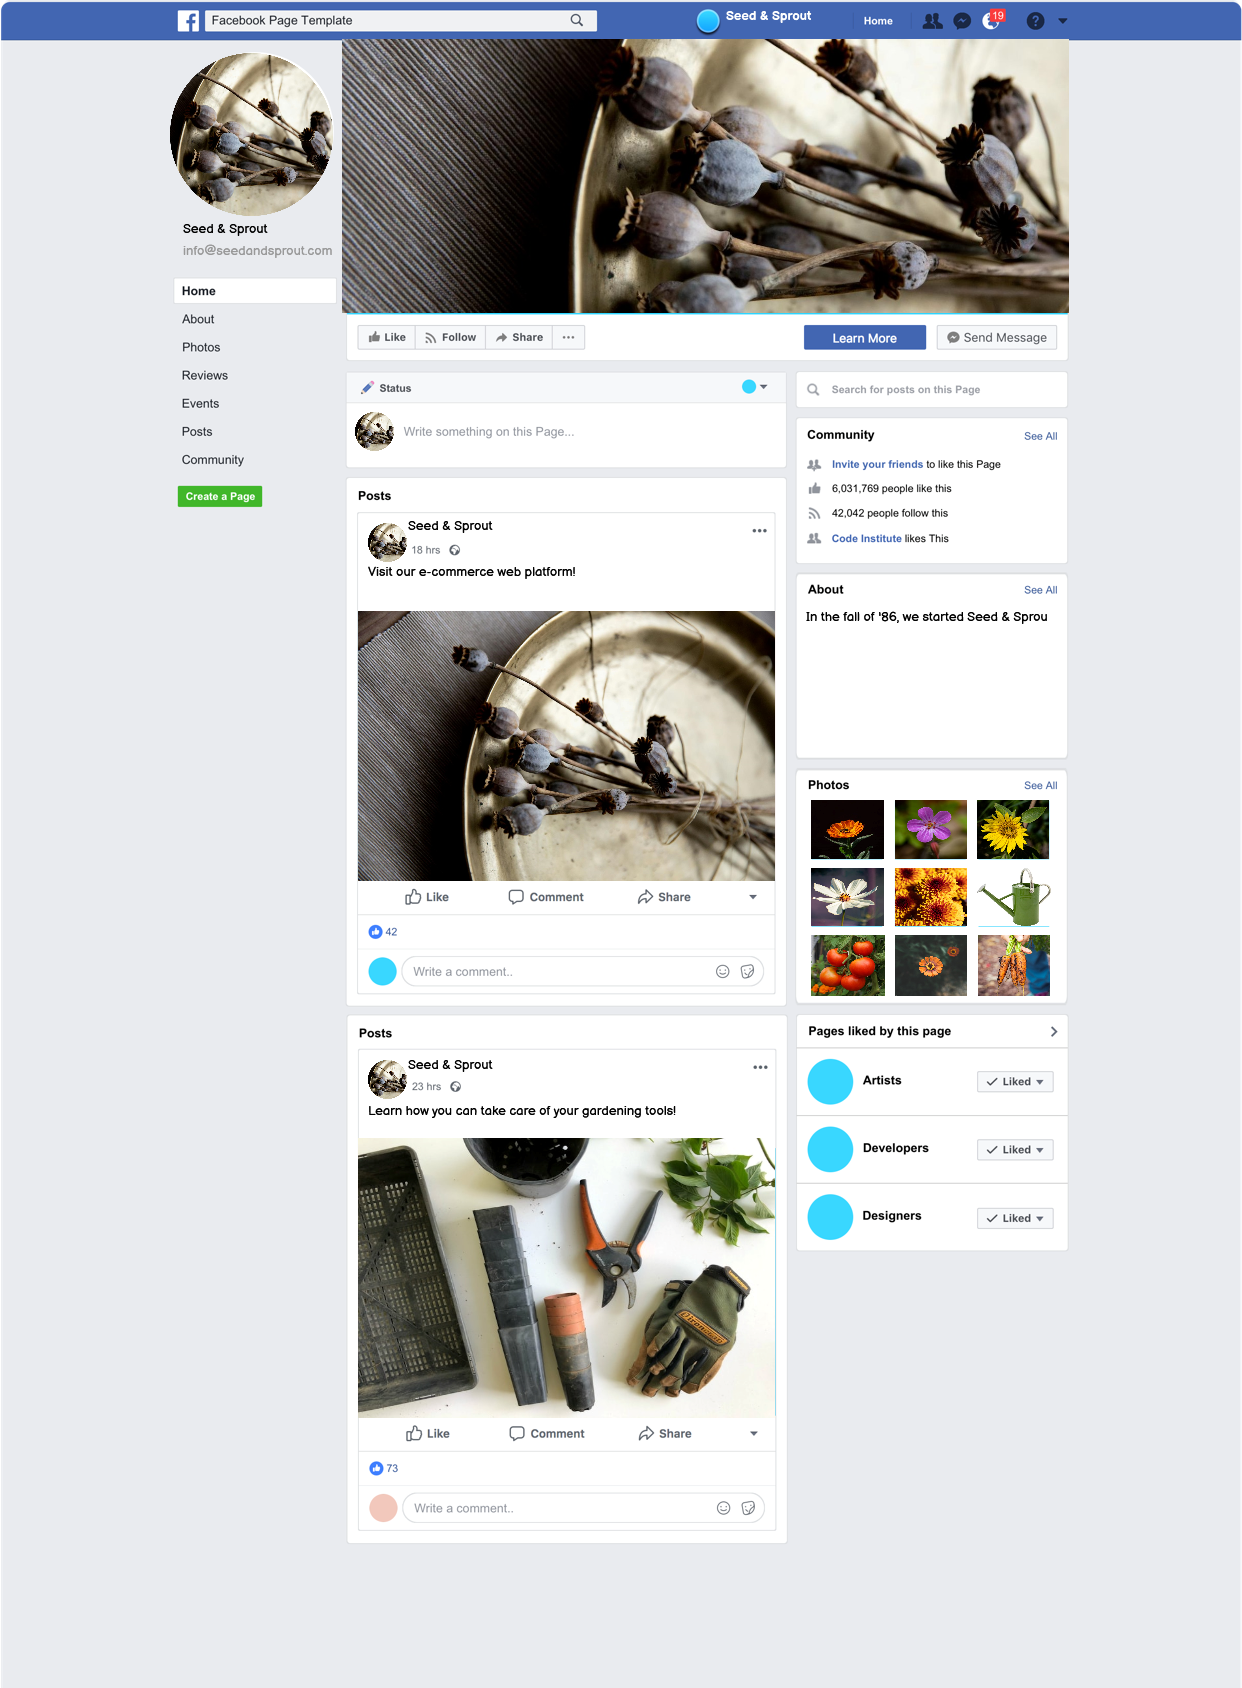 Facebook Page Template
Seed & Sprout
Home
19
?
Seed & Sprout
info@seedandsprout.com
Home
About
Photos
Reviews
Events
Posts
Community
Create a Page
Like
Follow
Share
Learn More
Send Message
Status
Write something on this Page...
Posts
Seed & Sprout
18 hrs
Visit our e-commerce web platform!
Like
Comment
Share
42
Write a comment..
Posts
Seed & Sprout
23 hrs
Learn how you can take care of your gardening tools!
Like
Comment
Share
73
Write a comment..
Search for posts on this Page
Community
See All
Invite your friends to like this Page
6,031,769 people like this
42,042 people follow this
Code Institute likes This
About
See All
In the fall of '86, we started Seed & Sprou
Photos
See All
Pages liked by this page
Artists
Liked
Developers
Liked
Designers
Liked